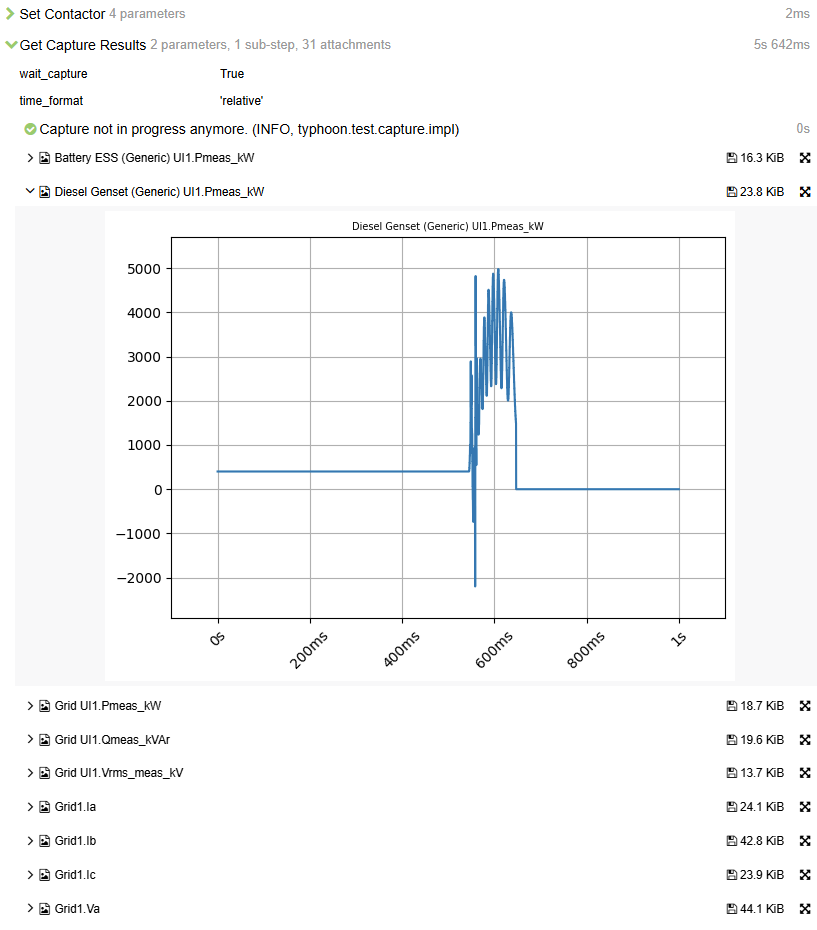 Set Contactor 4 parameters 2ms
Get Capture Results 2 parameters, 1 sub-step, 31 attachments 5s 642ms
wait_capture True
time_format 'relative'
Capture not in progress anymore. (INFO, typhoon.test.capture.impl) 0s
Battery ESS (Generic) UI1.Pmeas_kW 16.3 KiB
Diesel Genset (Generic) UI1.Pmeas_kW 23.8 KiB
Diesel Genset (Generic) UI1.Pmeas_kW
5000
4000
3000
2000
1000
0
−1000
−2000
0s 200ms 400ms 600ms 800ms 1s
Grid UI1.Pmeas_kW 18.7 KiB
Grid UI1.Qmeas_kVAr 19.6 KiB
Grid UI1.Vrms_meas_kV 13.7 KiB
Grid1.Ia 24.1 KiB
Grid1.Ib 42.8 KiB
Grid1.Ic 23.9 KiB
Grid1.Va 44.1 KiB